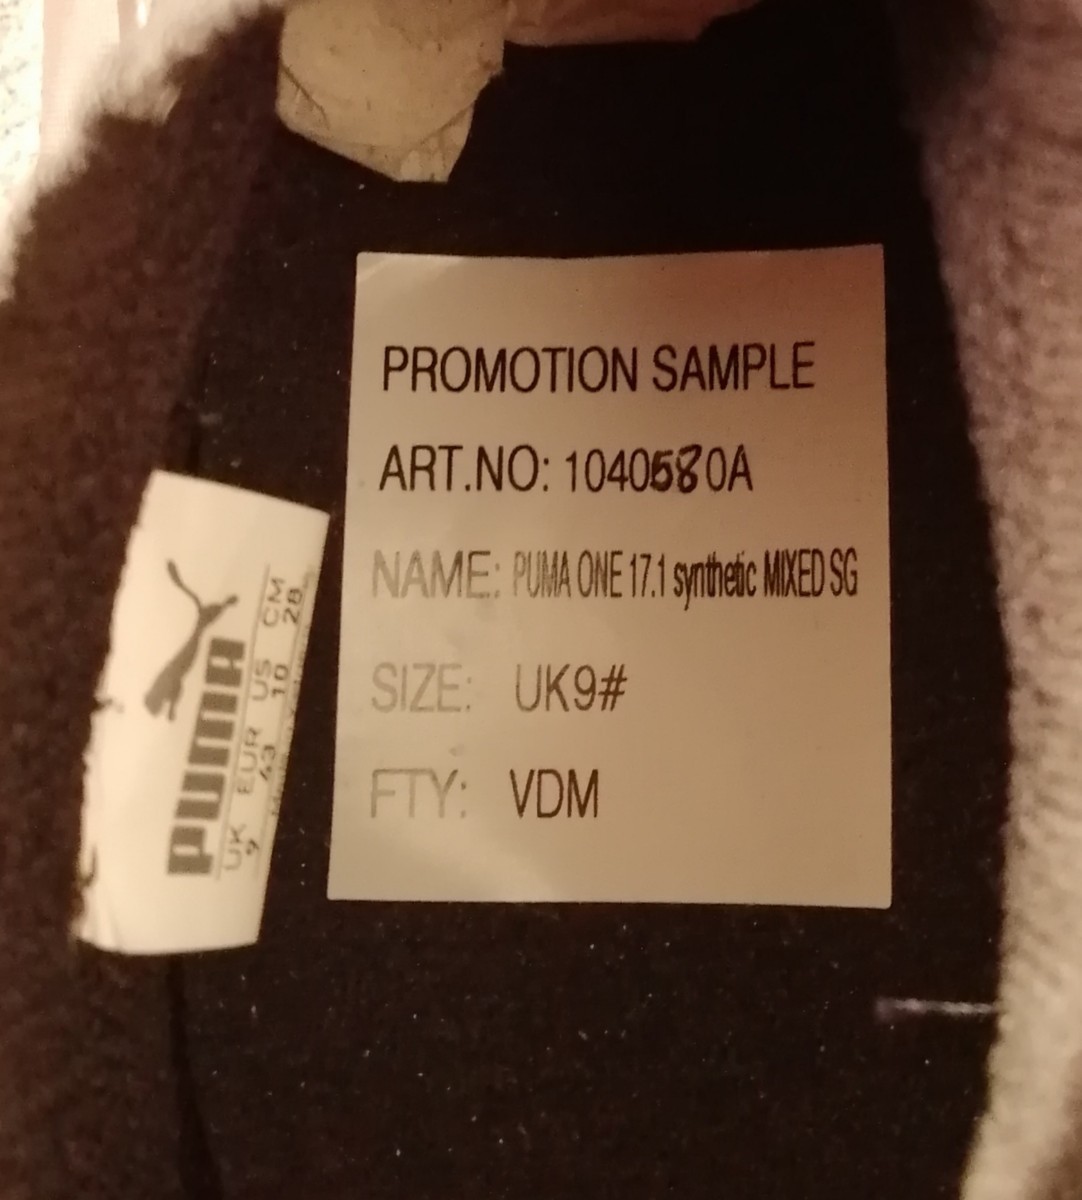 PROMOTION SAMPLE
ART.NO: 1040580A
NAME: PUMA ONE 17.1 synthetic MIXED SG
SIZE: UK9#
FTY: VDM
PUMA
UK EUR US CM
9 43 10 28